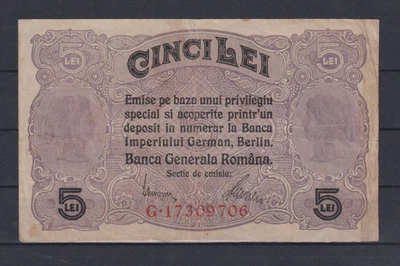 5 LEI CINCI LEI 5 LEI
Emise pe baza unui privilegiu
special si acoperite printr'un
deposit in numerar la Banca
Imperiului German, Berlin.
Banca Generala Română.
Sectie de emisie:
5 LEI 5 LEI
G·17309706